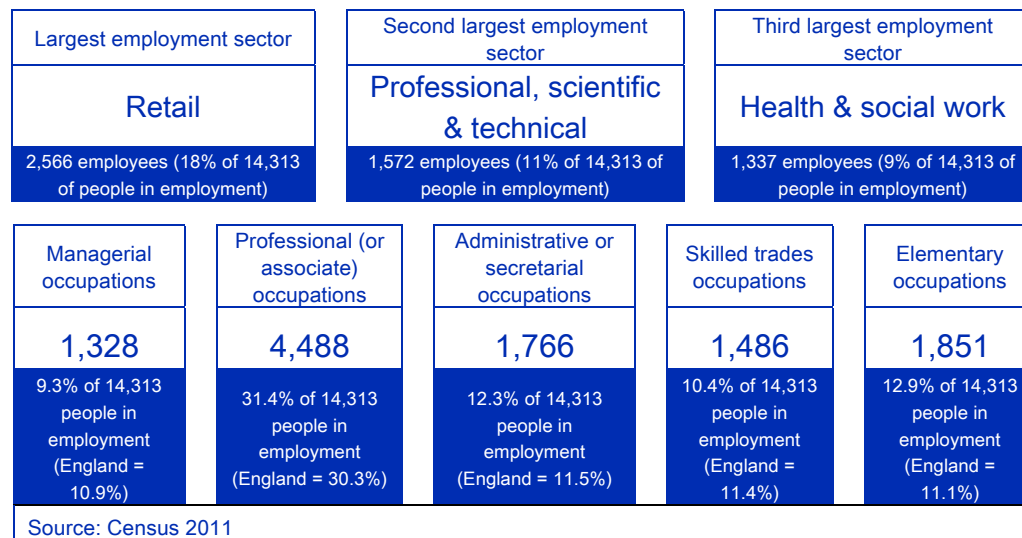 Largest employment sector
Retail
2,566 employees (18% of 14,313
of people in employment)
Second largest employment
sector
Professional, scientific
& technical
1,572 employees (11% of 14,313 of
people in employment)
Third largest employment
sector
Health & social work
1,337 employees (9% of 14,313 of
people in employment)
Managerial
occupations
1,328
9.3% of 14,313
people in
employment
(England =
10.9%)
Professional (or
associate)
occupations
4,488
31.4% of 14,313
people in
employment
(England = 30.3%)
Administrative or
secretarial
occupations
1,766
12.3% of 14,313
people in
employment
(England = 11.5%)
Skilled trades
occupations
1,486
10.4% of 14,313
people in
employment
(England =
11.4%)
Elementary
occupations
1,851
12.9% of 14,313
people in
employment
(England =
11.1%)
Source: Census 2011